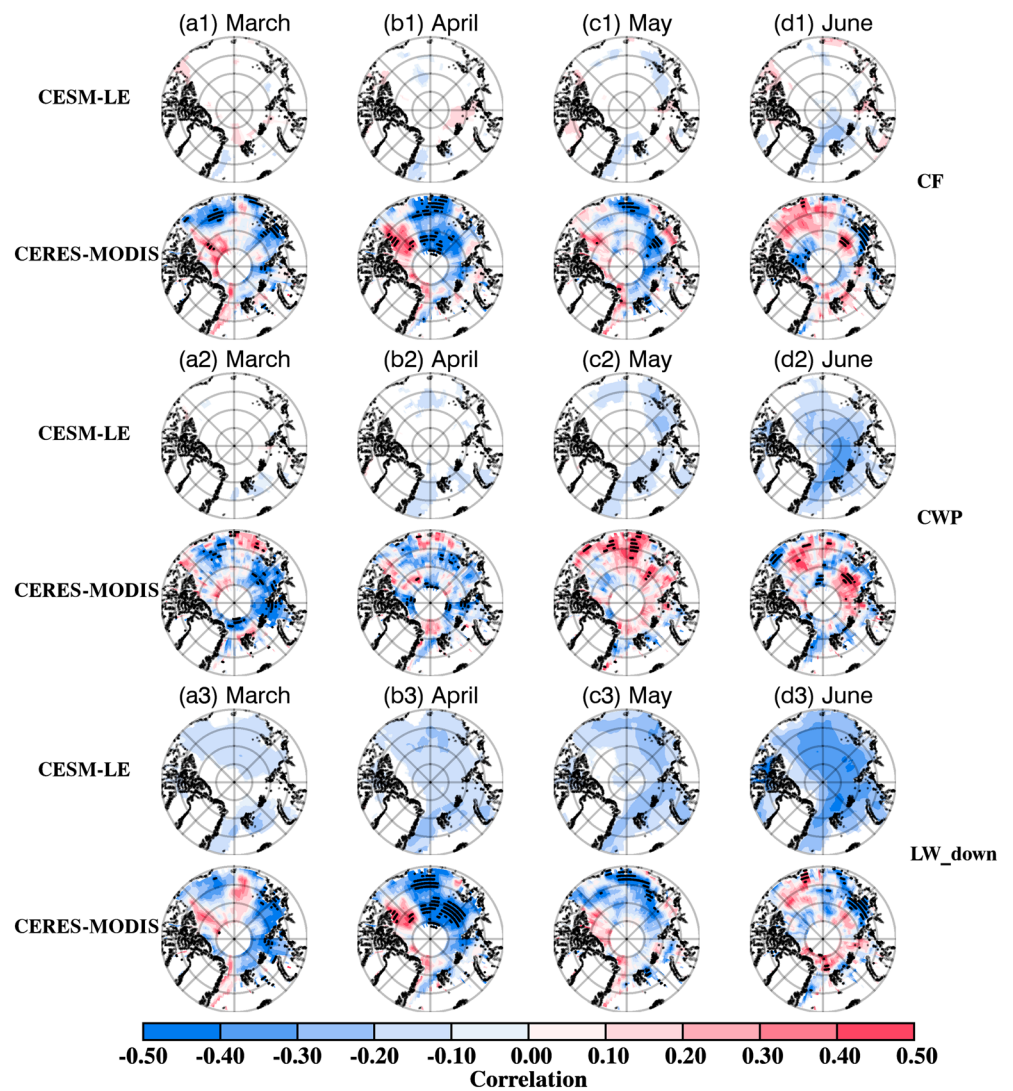 (a1) March (b1) April (c1) May (d1) June
CESM-LE
CF
CERES-MODIS
(a2) March (b2) April (c2) May (d2) June
CESM-LE
CWP
CERES-MODIS
(a3) March (b3) April (c3) May (d3) June
CESM-LE
LW_down
CERES-MODIS
-0.50 -0.40 -0.30 -0.20 -0.10 0.00 0.10 0.20 0.30 0.40 0.50
Correlation